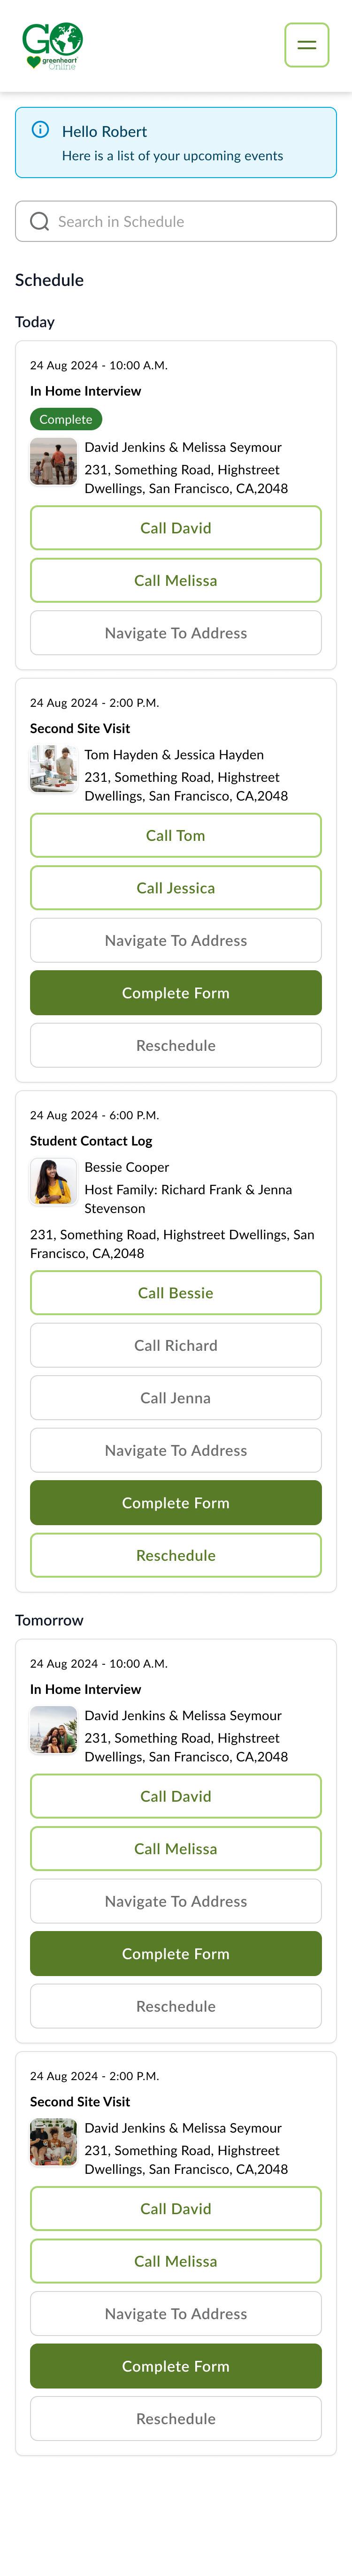 GO
greenheart
Online
Hello Robert
Here is a list of your upcoming events
Search in Schedule
Schedule
Today
24 Aug 2024 - 10:00 A.M.
In Home Interview
Complete
David Jenkins & Melissa Seymour
231, Something Road, Highstreet
Dwellings, San Francisco, CA,2048
Call David
Call Melissa
Navigate To Address
24 Aug 2024 - 2:00 P.M.
Second Site Visit
Tom Hayden & Jessica Hayden
231, Something Road, Highstreet
Dwellings, San Francisco, CA,2048
Call Tom
Call Jessica
Navigate To Address
Complete Form
Reschedule
24 Aug 2024 - 6:00 P.M.
Student Contact Log
Bessie Cooper
Host Family: Richard Frank & Jenna
Stevenson
231, Something Road, Highstreet Dwellings, San
Francisco, CA,2048
Call Bessie
Call Richard
Call Jenna
Navigate To Address
Complete Form
Reschedule
Tomorrow
24 Aug 2024 - 10:00 A.M.
In Home Interview
David Jenkins & Melissa Seymour
231, Something Road, Highstreet
Dwellings, San Francisco, CA,2048
Call David
Call Melissa
Navigate To Address
Complete Form
Reschedule
24 Aug 2024 - 2:00 P.M.
Second Site Visit
David Jenkins & Melissa Seymour
231, Something Road, Highstreet
Dwellings, San Francisco, CA,2048
Call David
Call Melissa
Navigate To Address
Complete Form
Reschedule